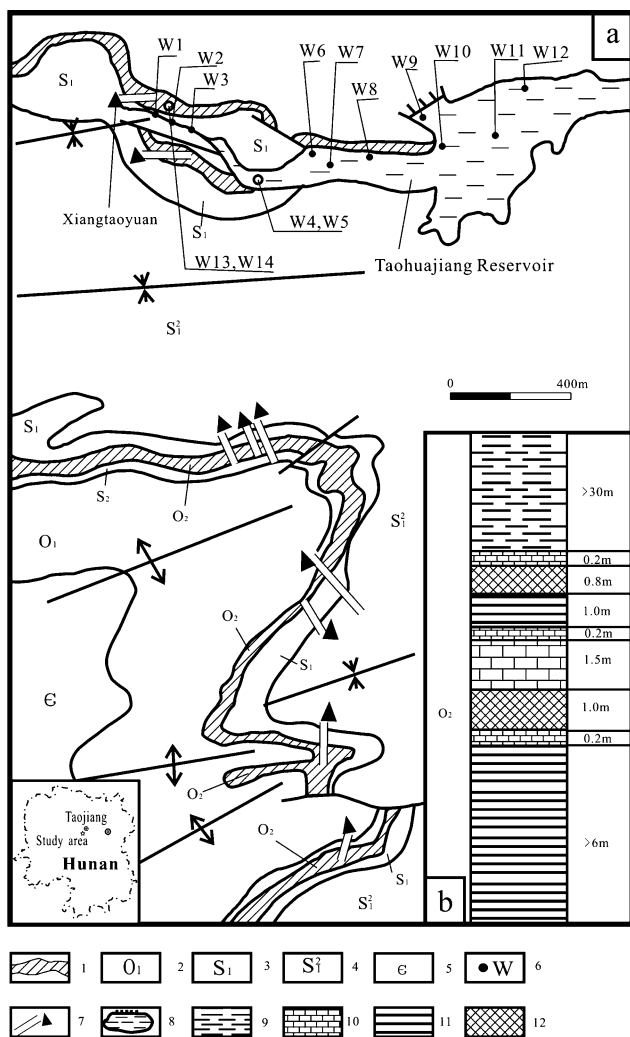 a
W1
W2
W3
W6
W7
W8
W9
W10
W11
W12
S₁
S₁
Xiangtaoyuan
S₁
W4,W5
W13,W14
Taohuajiang Reservoir
S₁²
0 400m
S₁
S₂
O₂
O₁
S₁²
O₂
S₁
Є
O₂
O₂
S₁
S₁²
Taojiang
Study area
Hunan
>30m
0.2m
0.8m
1.0m
0.2m
1.5m
1.0m
0.2m
>6m
O₂
b
1 O₁ 2 S₁ 3 S₁² 4 Є 5 W 6
7 8 9 10 11 12